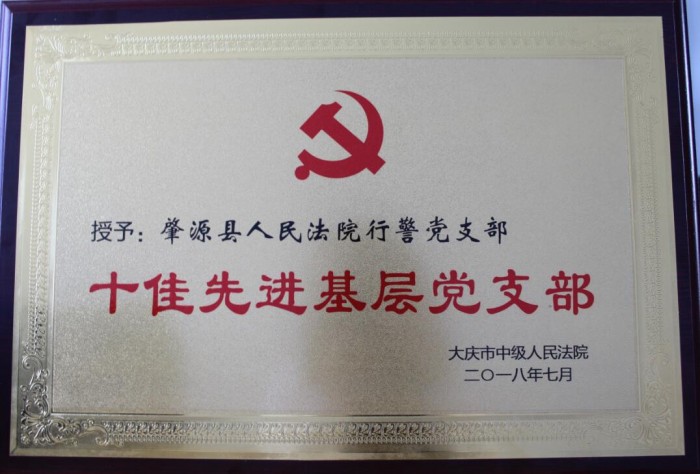 授予：肇源县人民法院行警党支部
十佳先进基层党支部
大庆市中级人民法院
二〇一八年七月